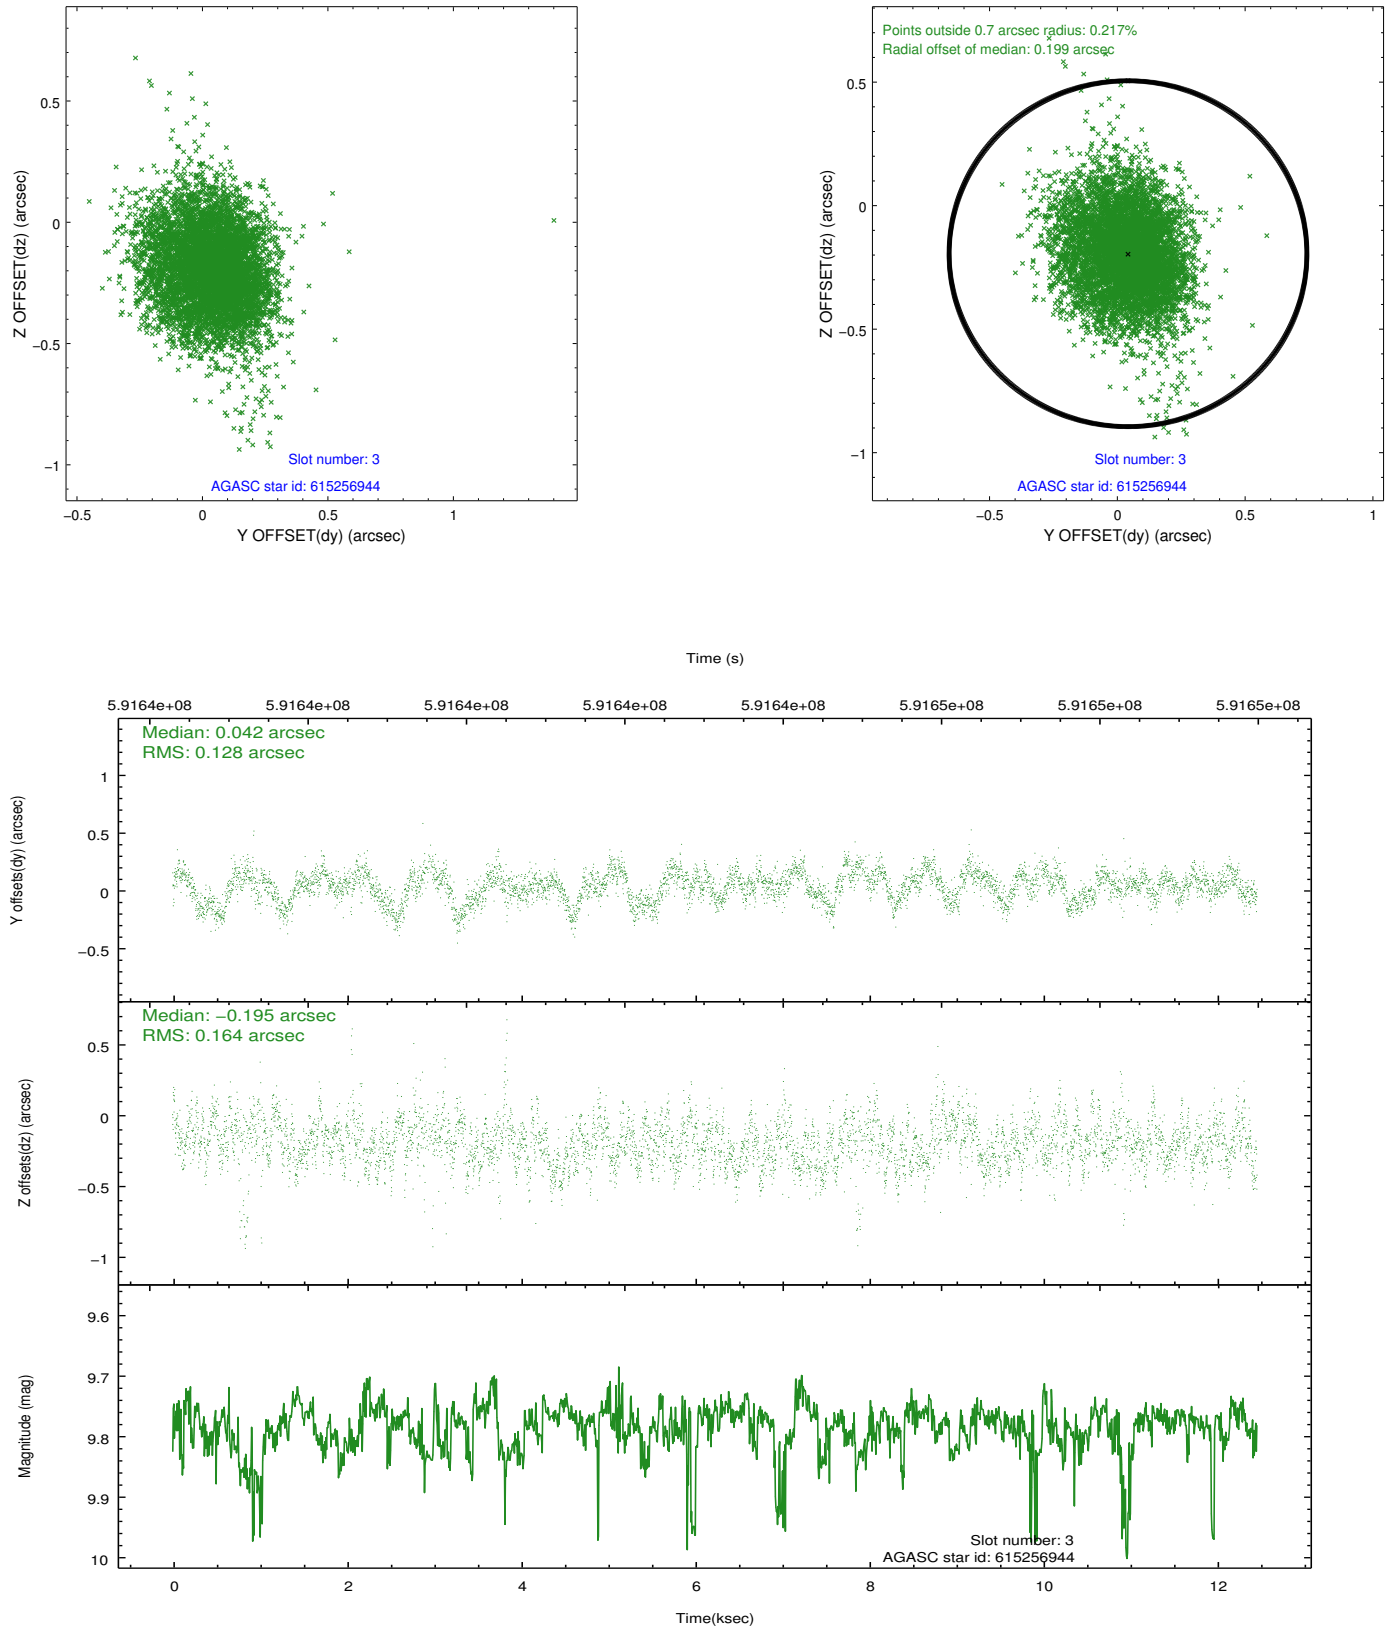 0.5
0
−0.5
−1
Z OFFSET(dz) (arcsec)
Slot number: 3
AGASC star id: 615256944
−0.5
0
0.5
1
Y OFFSET(dy) (arcsec)
Points outside 0.7 arcsec radius: 0.217%
Radial offset of median: 0.199 arcsec
0.5
0
−0.5
−1
Z OFFSET(dz) (arcsec)
Slot number: 3
AGASC star id: 615256944
−0.5
0
0.5
1
Y OFFSET(dy) (arcsec)
Time (s)
5.9164e+08 5.9164e+08 5.9164e+08 5.9164e+08 5.9164e+08 5.9165e+08 5.9165e+08 5.9165e+08
Median: 0.042 arcsec
RMS: 0.128 arcsec
1
0.5
0
−0.5
Y offsets(dy) (arcsec)
Median: −0.195 arcsec
RMS: 0.164 arcsec
0.5
0
−0.5
−1
Z offsets(dz) (arcsec)
9.6
9.7
9.8
9.9
10
Magnitude (mag)
Slot number: 3
AGASC star id: 615256944
0 2 4 6 8 10 12
Time(ksec)